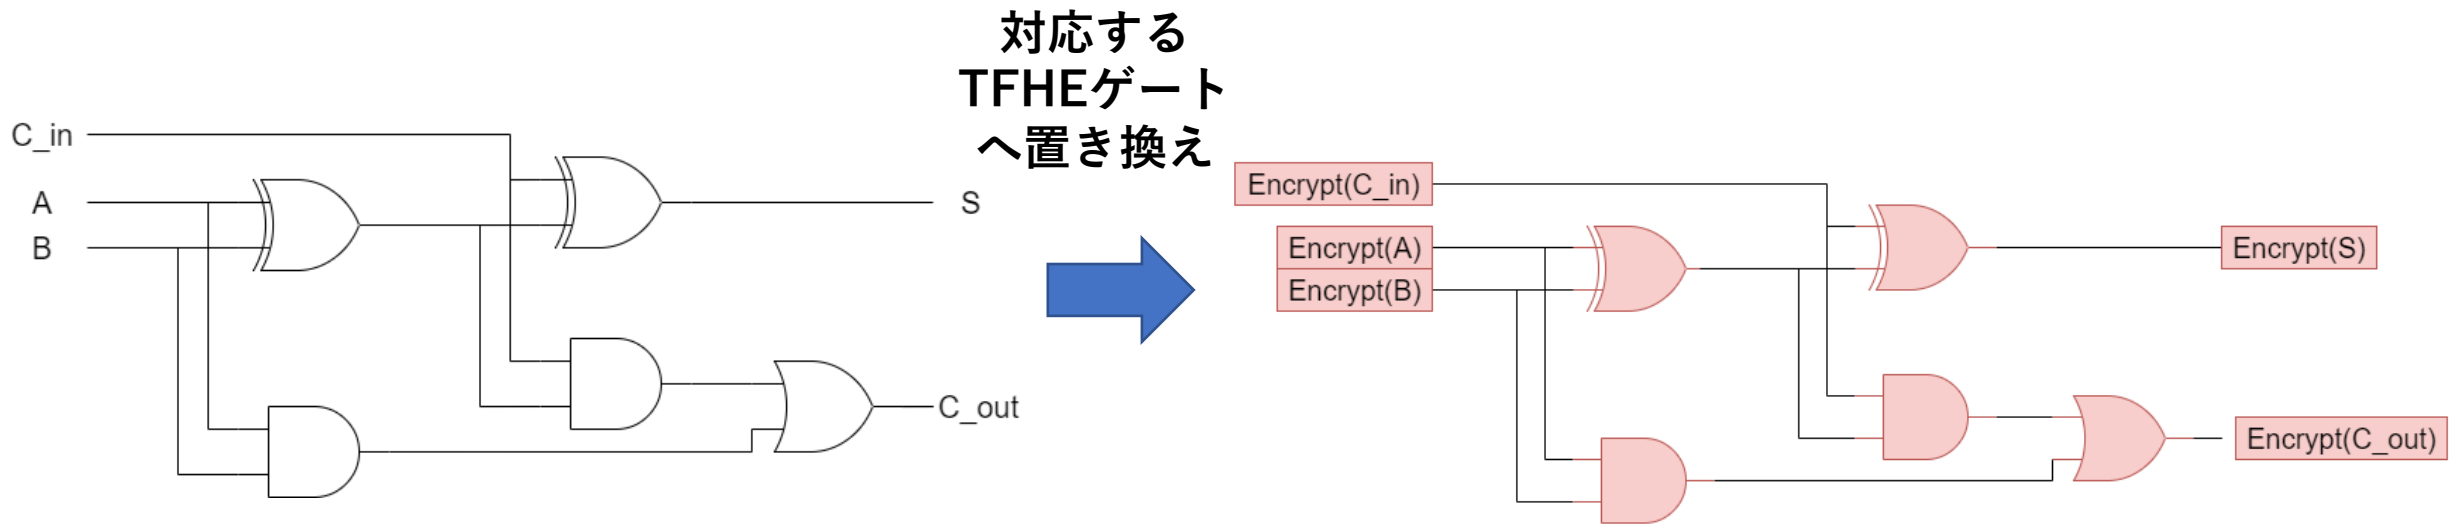 対応する
TFHEゲート
へ置き換え
C_in
A
B
S
C_out
Encrypt(C_in)
Encrypt(A)
Encrypt(B)
Encrypt(S)
Encrypt(C_out)